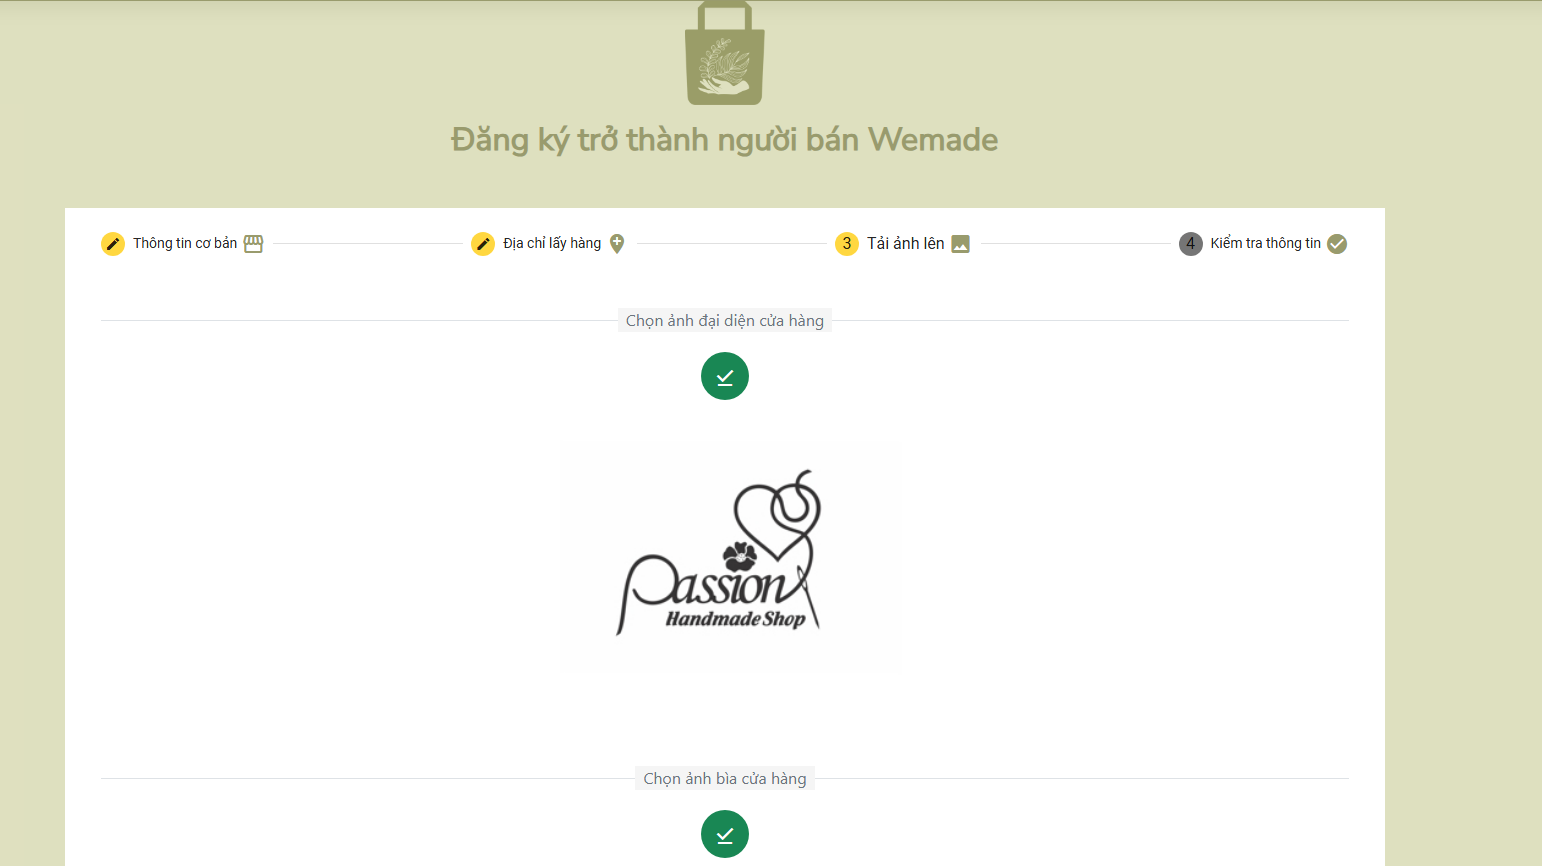 Đăng ký trở thành người bán Wemade
Thông tin cơ bản
Địa chỉ lấy hàng
3 Tải ảnh lên
4 Kiểm tra thông tin
Chọn ảnh đại diện cửa hàng
Passion
Handmade Shop
Chọn ảnh bìa cửa hàng